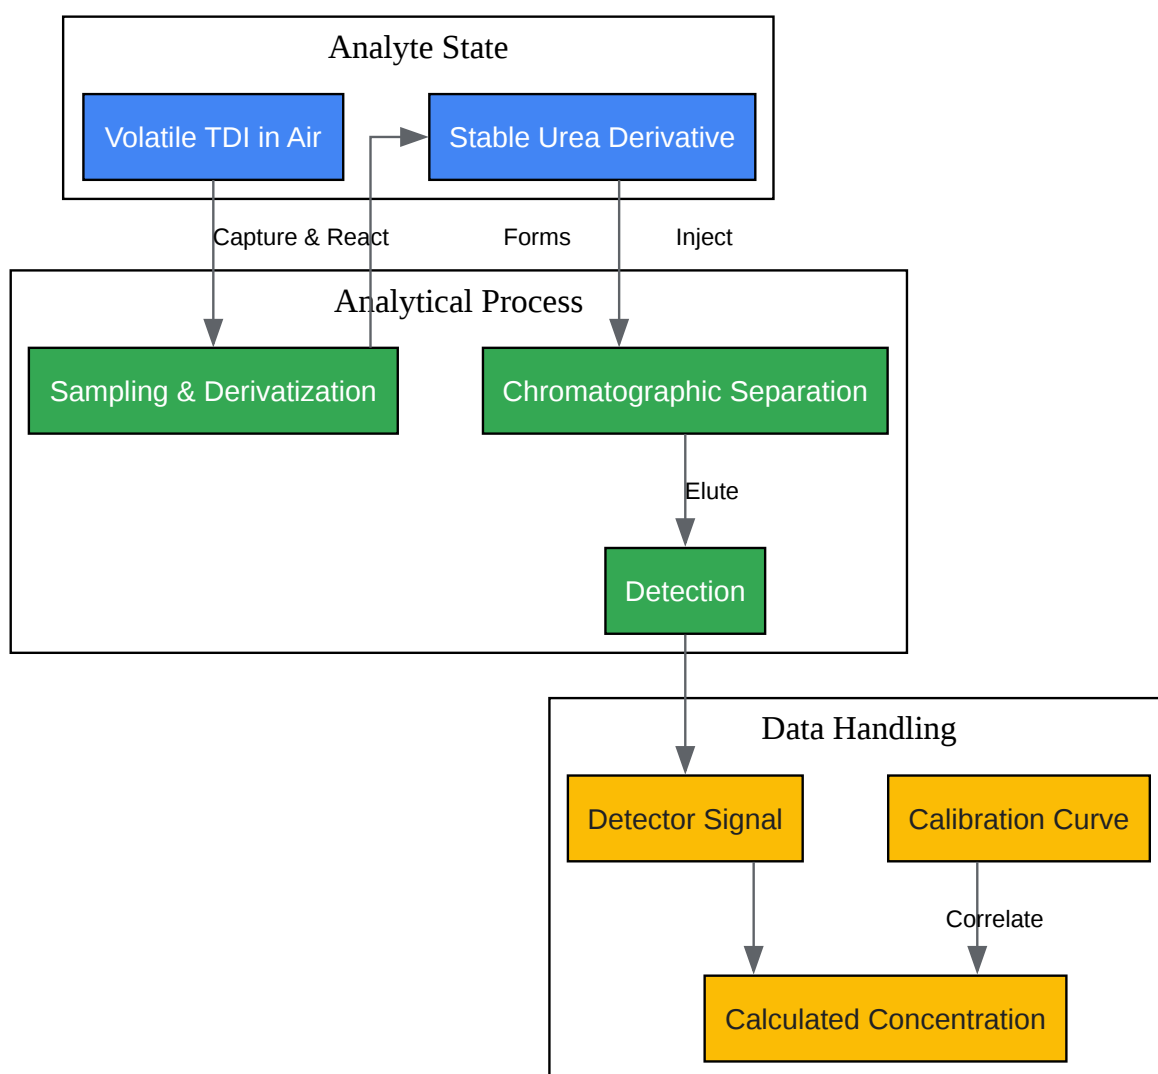 Analyte State
Volatile TDI in Air
Stable Urea Derivative
Capture & React
Forms
Inject
Analytical Process
Sampling & Derivatization
Chromatographic Separation
Elute
Detection
Data Handling
Detector Signal
Calibration Curve
Correlate
Calculated Concentration